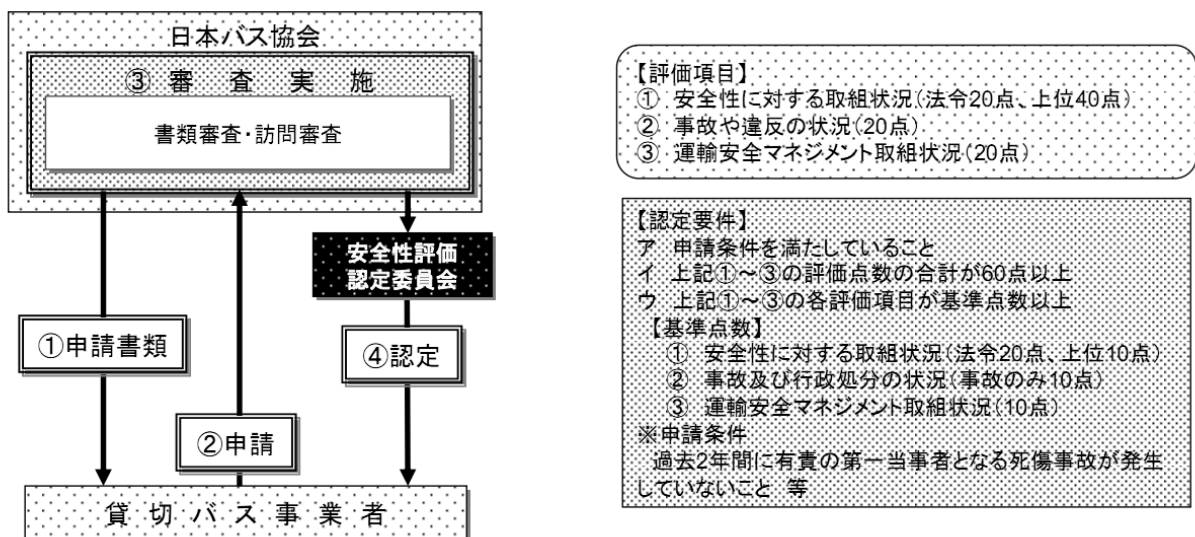 日本バス協会
③ 審 査 実 施
書類審査・訪問審査
安全性評価
認定委員会
①申請書類
④認定
②申請
貸 切 バ ス 事 業 者
【評価項目】
① 安全性に対する取組状況(法令20点、上位40点)
② 事故や違反の状況(20点)
③ 運輸安全マネジメント取組状況(20点)
【認定要件】
ア 申請条件を満たしていること
イ 上記①～③の評価点数の合計が60点以上
ウ 上記①～③の各評価項目が基準点数以上
【基準点数】
① 安全性に対する取組状況(法令20点、上位10点)
② 事故及び行政処分の状況(事故のみ10点)
③ 運輸安全マネジメント取組状況(10点)
※申請条件
過去2年間に有責の第一当事者となる死傷事故が発生
していないこと 等